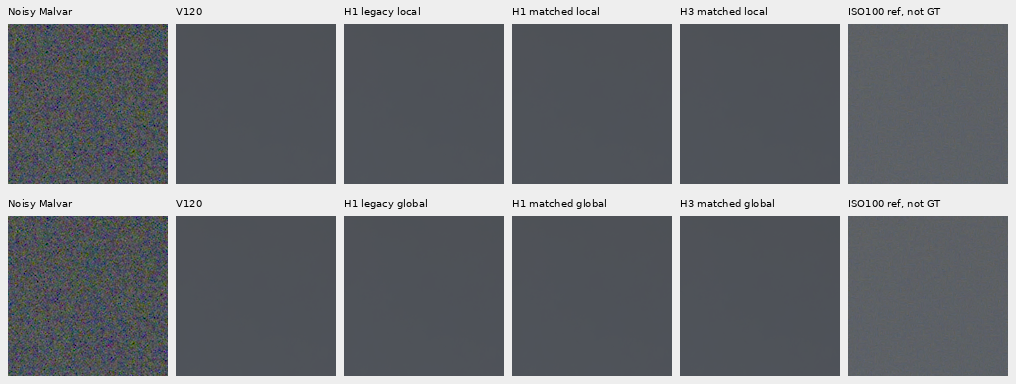 Noisy Malvar V120 H1 legacy local H1 matched local H3 matched local ISO100 ref, not GT
Noisy Malvar V120 H1 legacy global H1 matched global H3 matched global ISO100 ref, not GT